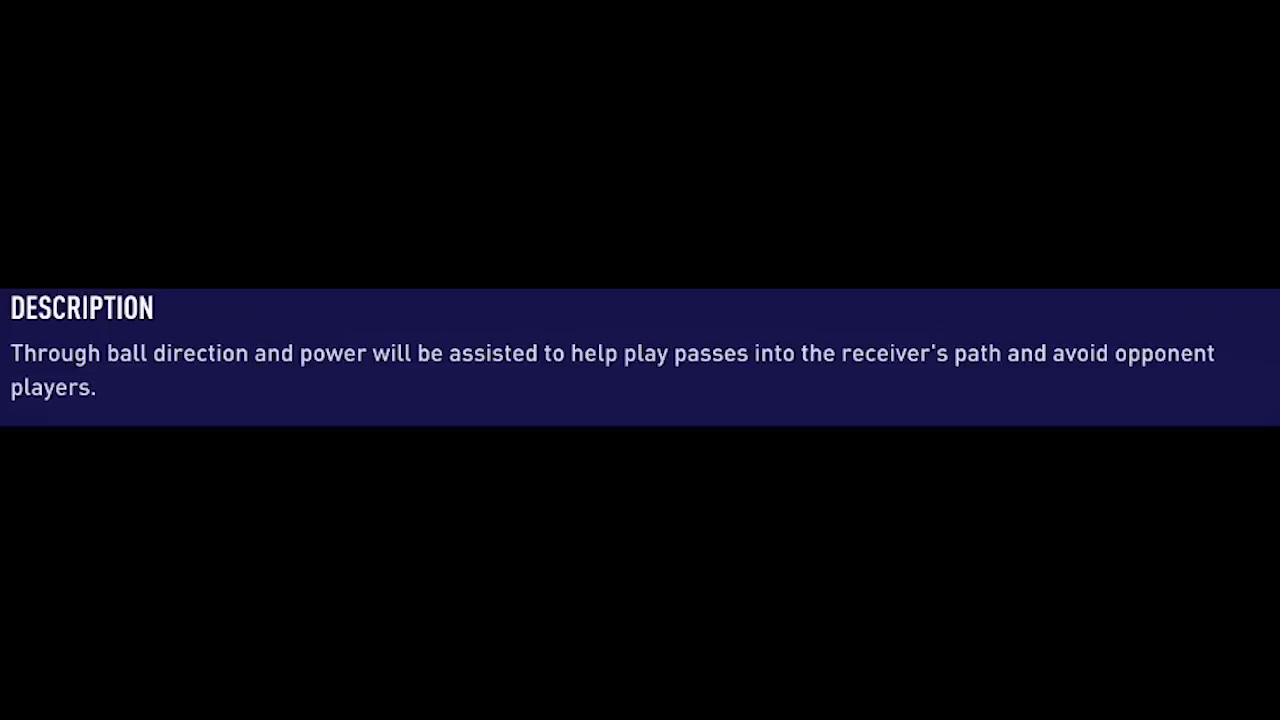 DESCRIPTION
Through ball direction and power will be assisted to help play passes into the receiver's path and avoid opponent
players.